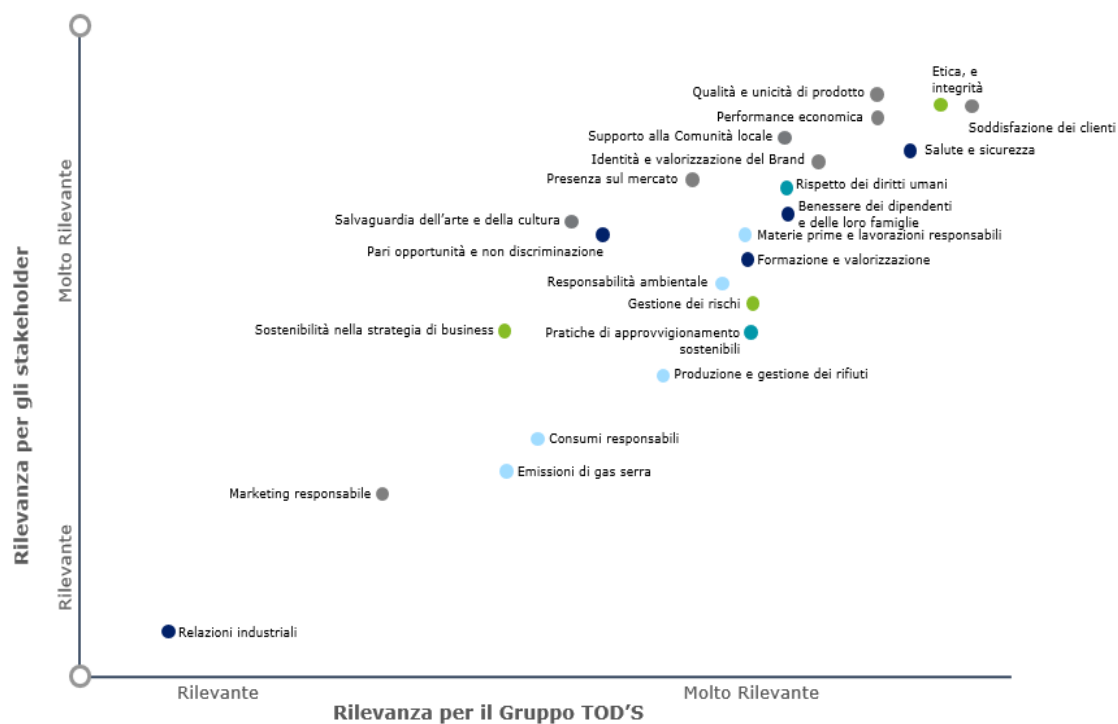 Etica, e
integrità
Qualità e unicità di prodotto
Performance economica
Soddisfazione dei clienti
Supporto alla Comunità locale
Salute e sicurezza
Identità e valorizzazione del Brand
Presenza sul mercato
Rispetto dei diritti umani
Benessere dei dipendenti
e delle loro famiglie
Salvaguardia dell'arte e della cultura
Materie prime e lavorazioni responsabili
Pari opportunità e non discriminazione
Formazione e valorizzazione
Responsabilità ambientale
Gestione dei rischi
Sostenibilità nella strategia di business
Pratiche di approvvigionamento
sostenibili
Produzione e gestione dei rifiuti
Consumi responsabili
Emissioni di gas serra
Marketing responsabile
Relazioni industriali
Rilevanza per gli stakeholder
Molto Rilevante
Rilevante
Rilevante
Molto Rilevante
Rilevanza per il Gruppo TOD'S